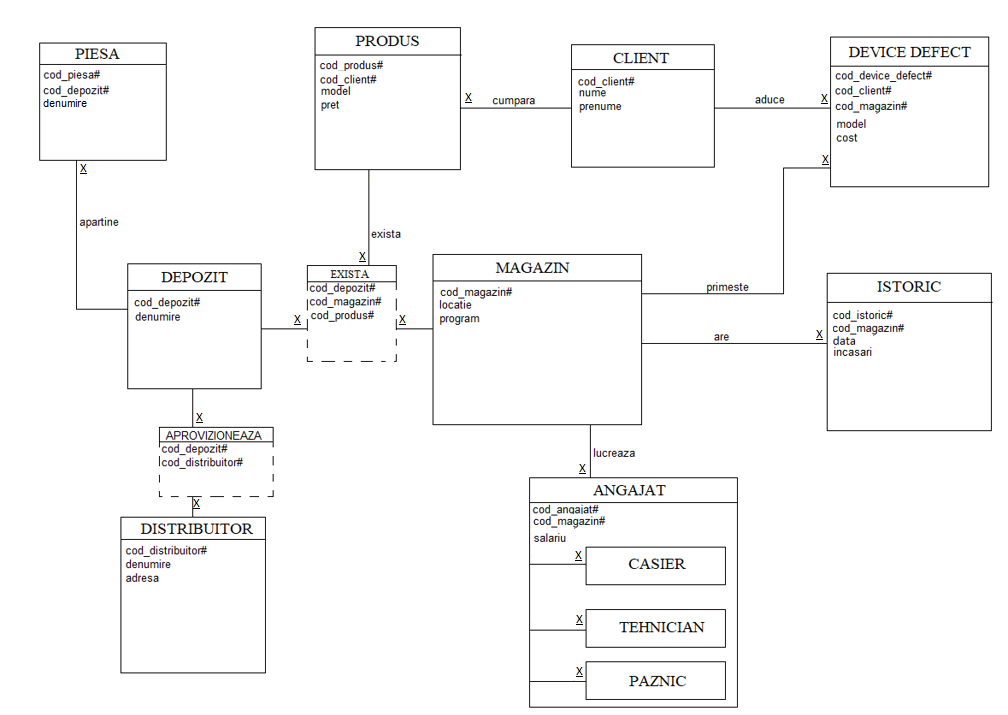 PIESA
cod_piesa#
cod_depozit#
denumire
X
apartine
PRODUS
cod_produs#
cod_client#
model
pret
X
cumpara
CLIENT
cod_client#
nume
prenume
aduce
X
DEVICE DEFECT
cod_device_defect#
cod_client#
cod_magazin#
model
cost
X
exista
X
DEPOZIT
cod_depozit#
denumire
X
EXISTA
cod_depozit#
cod_magazin#
cod_produs#
X
MAGAZIN
cod_magazin#
locatie
program
primeste
are
X
ISTORIC
cod_istoric#
cod_magazin#
data
incasari
X
APROVIZIONEAZA
cod_depozit#
cod_distribuitor#
X
DISTRIBUITOR
cod_distribuitor#
denumire
adresa
lucreaza
X
ANGAJAT
cod_angajat#
cod_magazin#
salariu
X
CASIER
X
TEHNICIAN
X
PAZNIC